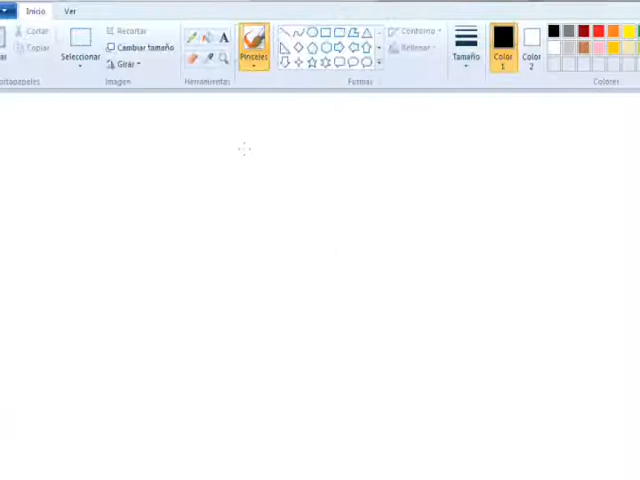 Inicio Ver
Cortar
Copiar
Seleccionar
Recortar
Cambiar tamaño
Girar
A
Pinceles
Contorno
Rellenar
Tamaño
Color
1
Color
2
Imagen
Herramientas
Formas
Colores